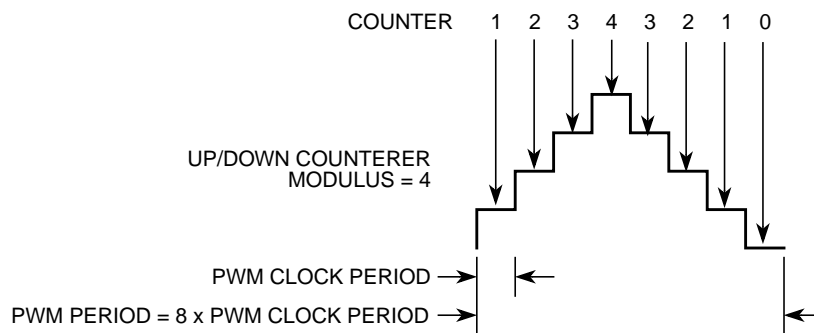 COUNTER 1 2 3 4 3 2 1 0
UP/DOWN COUNTERER
MODULUS = 4
PWM CLOCK PERIOD
PWM PERIOD = 8 x PWM CLOCK PERIOD